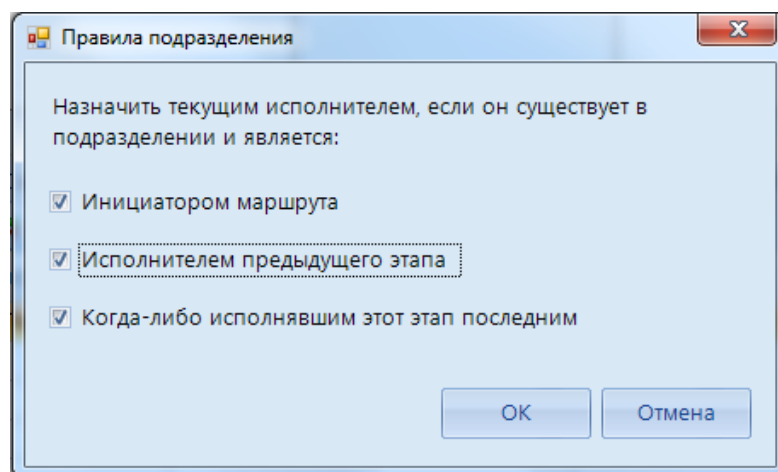 Правила подразделения
Назначить текущим исполнителем, если он существует в
подразделении и является:
Инициатором маршрута
Исполнителем предыдущего этапа
Когда-либо исполнявшим этот этап последним
ОК Отмена